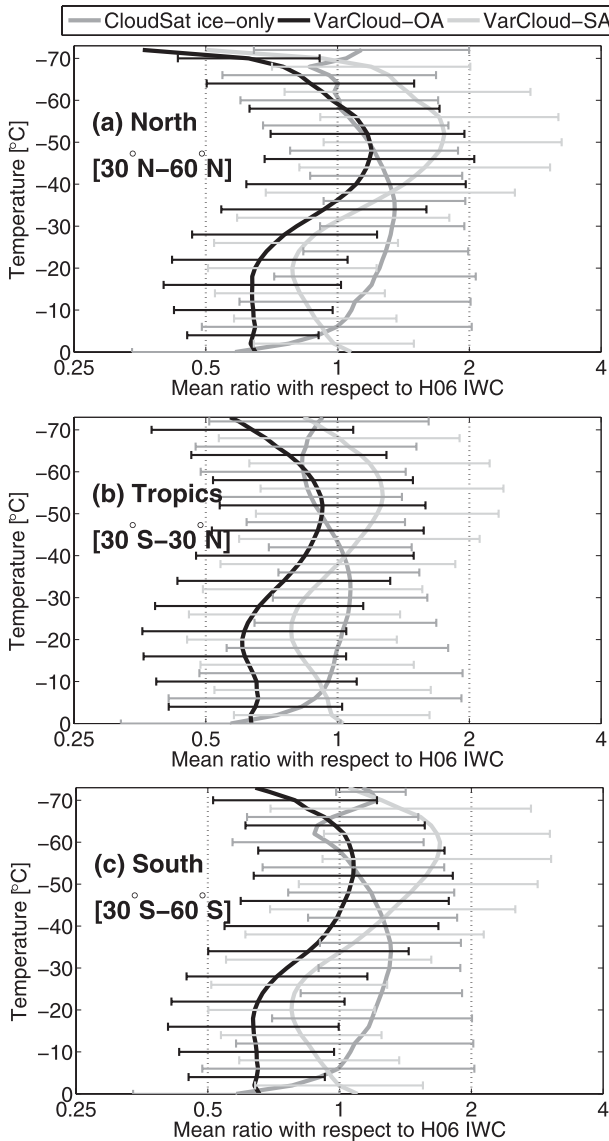 CloudSat ice-only VarCloud-OA VarCloud-SA
−70
−60
−50
−40
−30
−20
−10
0
Temperature [°C]
(a) North
[30°N−60°N]
0.25 0.5 1 2 4
Mean ratio with respect to H06 IWC
−70
−60
−50
−40
−30
−20
−10
0
Temperature [°C]
(b) Tropics
[30°S−30°N]
0.25 0.5 1 2 4
Mean ratio with respect to H06 IWC
−70
−60
−50
−40
−30
−20
−10
0
Temperature [°C]
(c) South
[30°S−60°S]
0.25 0.5 1 2 4
Mean ratio with respect to H06 IWC